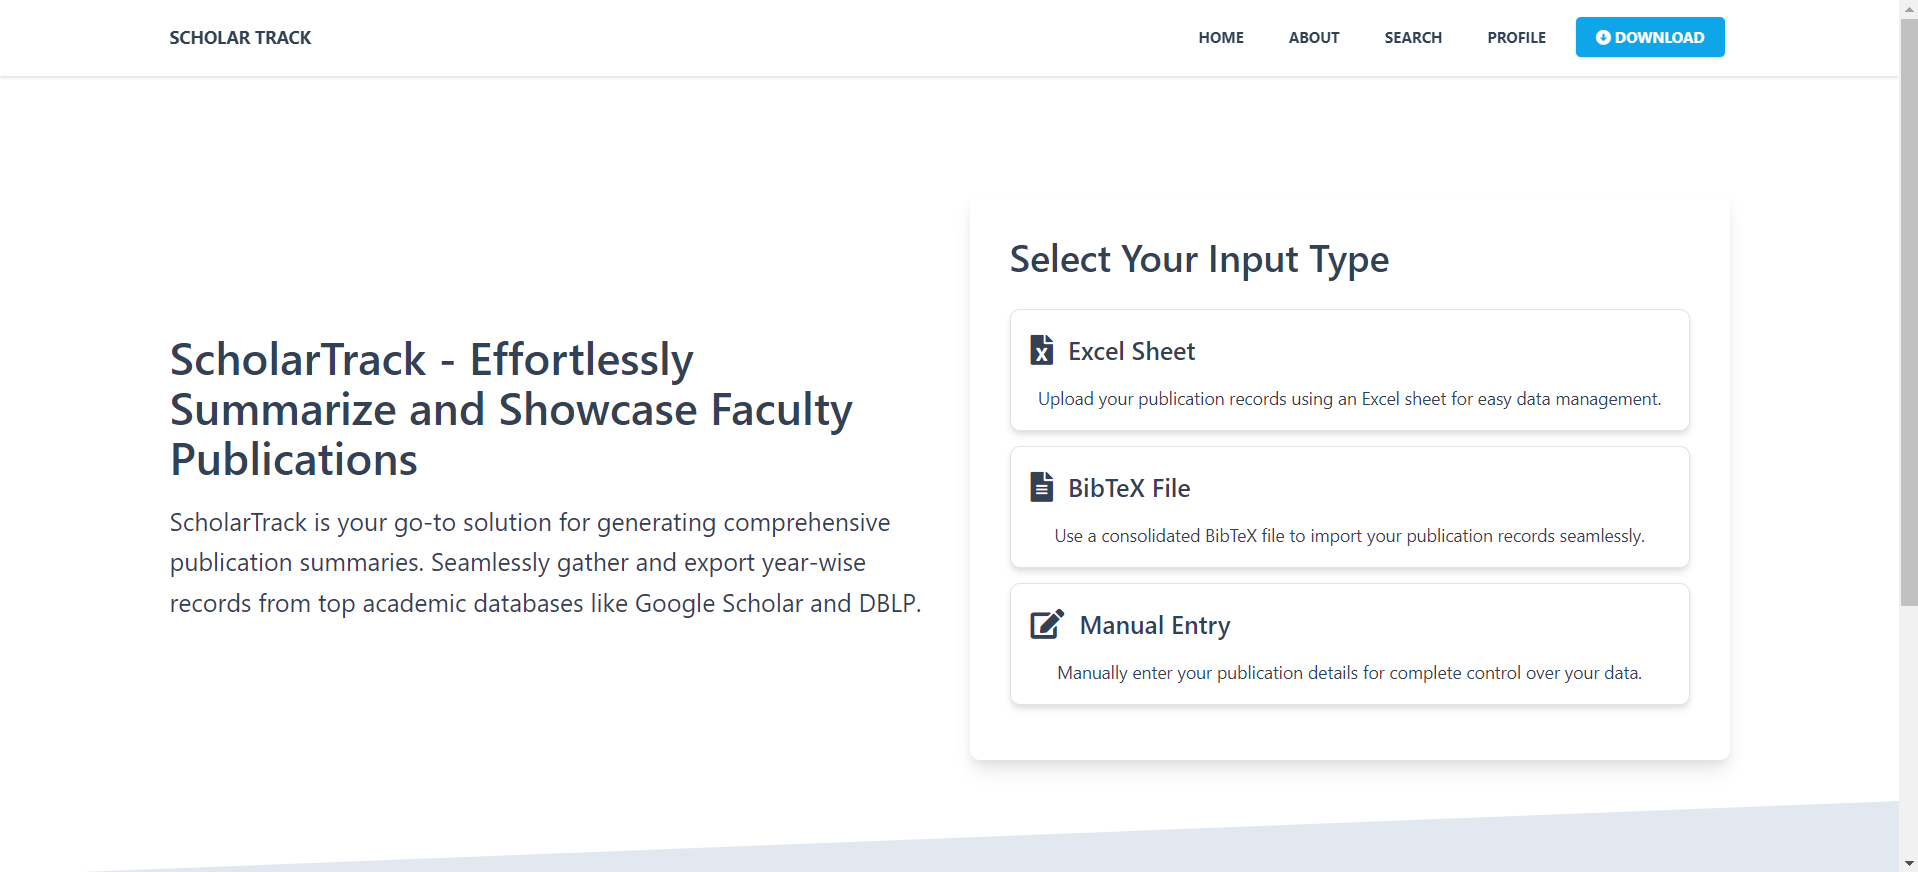 SCHOLAR TRACK
HOME ABOUT SEARCH PROFILE DOWNLOAD
ScholarTrack - Effortlessly
Summarize and Showcase Faculty
Publications
ScholarTrack is your go-to solution for generating comprehensive
publication summaries. Seamlessly gather and export year-wise
records from top academic databases like Google Scholar and DBLP.
Select Your Input Type
Excel Sheet
Upload your publication records using an Excel sheet for easy data management.
BibTeX File
Use a consolidated BibTeX file to import your publication records seamlessly.
Manual Entry
Manually enter your publication details for complete control over your data.